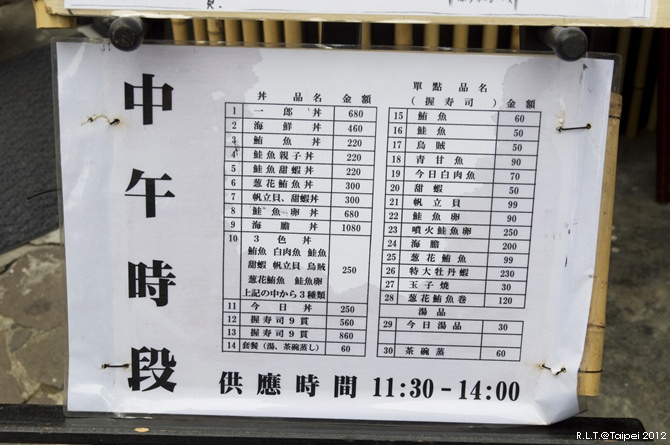 中午時段
丼品名 金額
1 一郎丼 680
2 海鮮丼 460
3 鮪魚丼 220
4 鮭魚親子丼 220
5 鮭魚甜蝦丼 220
6 葱花鮪魚丼 300
7 帆立貝、甜蝦丼 300
8 鮭魚卵丼 680
9 海膽丼 1080
10 3色丼 250
鮪魚 白肉魚 鮭魚
甜蝦 帆立貝 烏賊
葱花鮪魚 鮭魚卵
上記の中から3種類
11 今日丼 250
12 握寿司9貫 560
13 握寿司9貫 860
14 套餐(湯、茶碗蒸し) 60
單點品名
(握寿司) 金額
15 鮪魚 60
16 鮭魚 50
17 烏賊 50
18 青甘魚 90
19 今日白肉魚 70
20 甜蝦 50
21 帆立貝 99
22 鮭魚卵 90
23 噴火鮭魚卵 250
24 海膽 200
25 葱鮪魚 99
26 特大牡丹蝦 230
27 玉子燒 30
28 葱花鮪魚卷 120
湯品
29 今日湯品 30
30 茶碗蒸 60
供應時間 11:30-14:00
R.L.T.@Taipei 2012